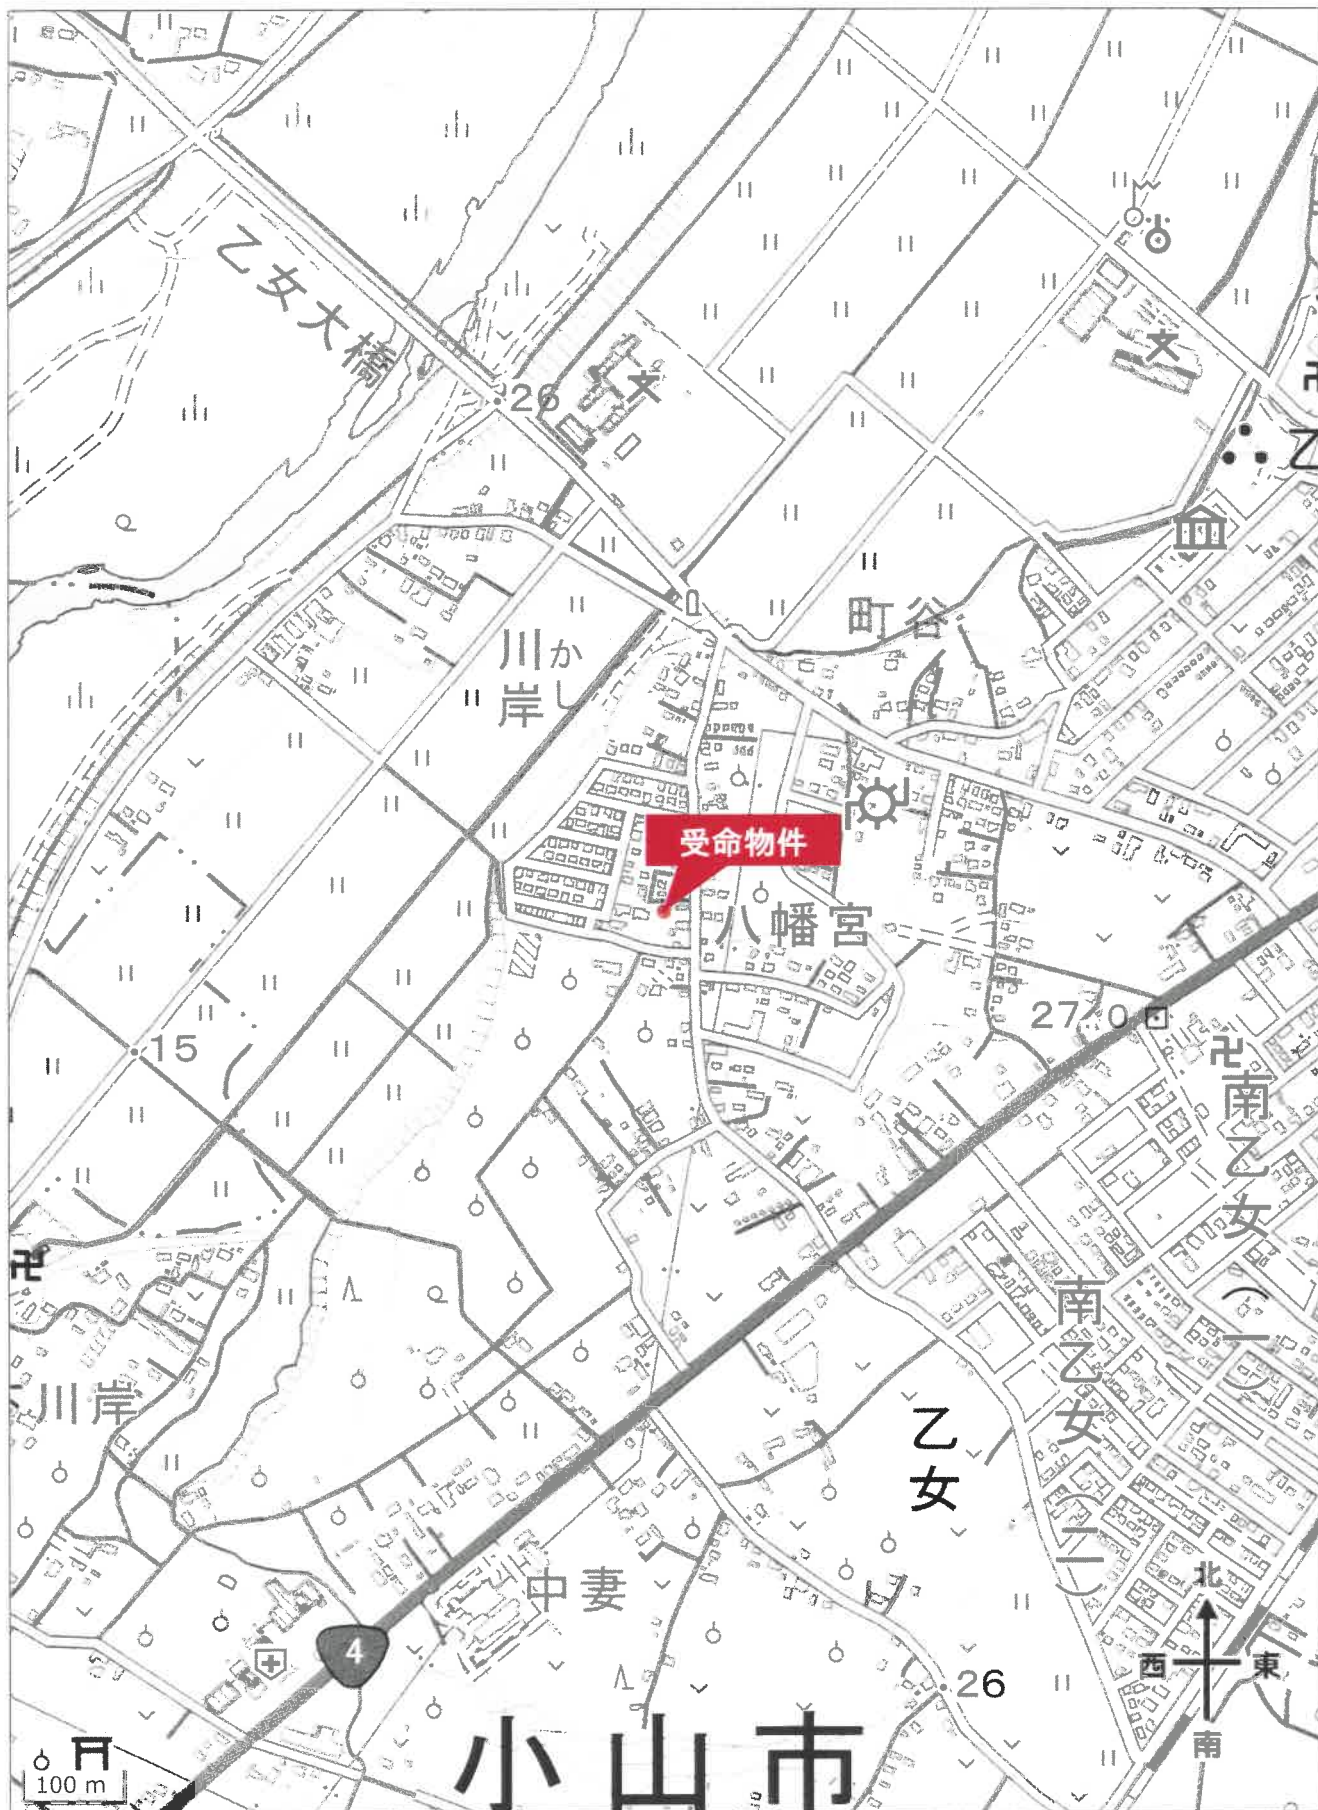 乙女大橋
26
乙
町谷
川岸
かし
受命物件
八幡宮
15
27.0
南乙女(一)
南乙女(二)
川岸
乙女
中妻
4
26
北
西
東
南
小山市
100 m